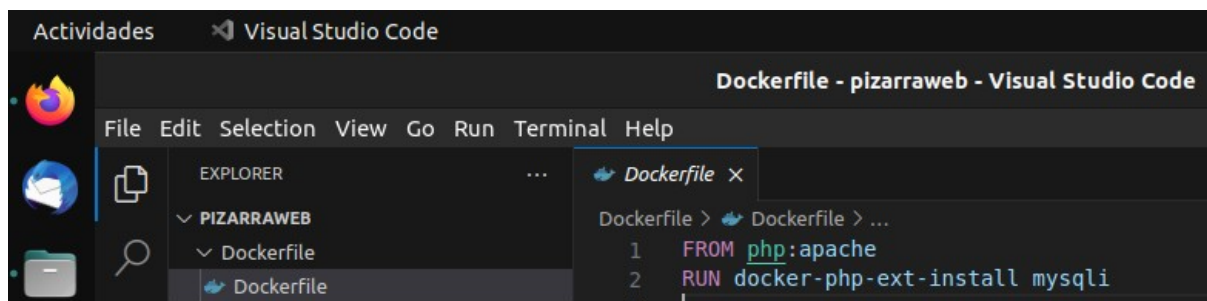 Actividades Visual Studio Code
Dockerfile - pizarraweb - Visual Studio Code
File Edit Selection View Go Run Terminal Help
EXPLORER ...
Dockerfile ×
PIZARRAWEB
Dockerfile > Dockerfile > ...
Dockerfile
1 FROM php:apache
Dockerfile
2 RUN docker-php-ext-install mysqli